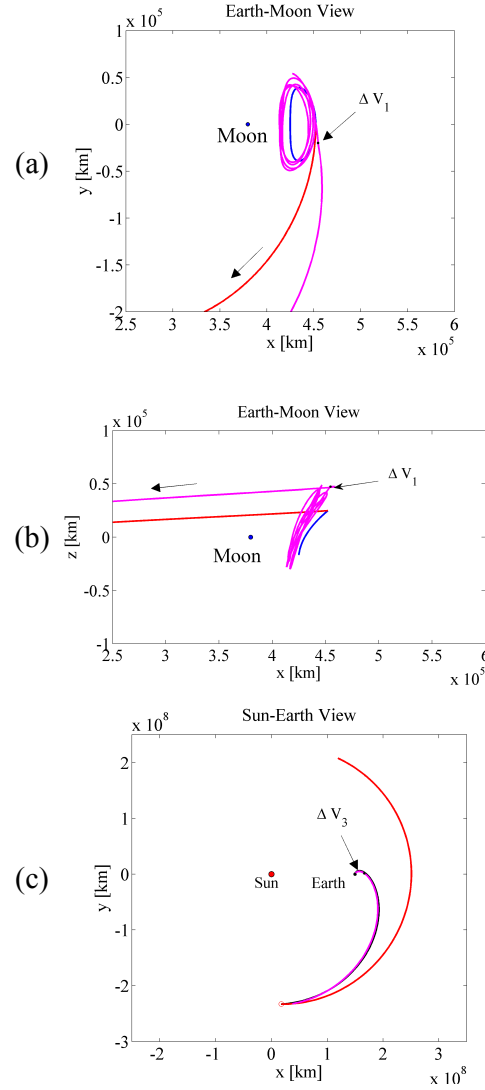 Earth-Moon View
x 10^5
1
0.5
0
-0.5
-1
-1.5
-2
y [km]
(a)
Moon
Δ V_1
2.5 3 3.5 4 4.5 5 5.5 6
x [km]
x 10^5
Earth-Moon View
x 10^5
1
0.5
0
-0.5
-1
z [km]
(b)
Moon
Δ V_1
2.5 3 3.5 4 4.5 5 5.5 6
x [km]
x 10^5
Sun-Earth View
x 10^8
2
1
0
-1
-2
-3
y [km]
(c)
Δ V_3
Sun
Earth
-2 -1 0 1 2 3
x [km]
x 10^8